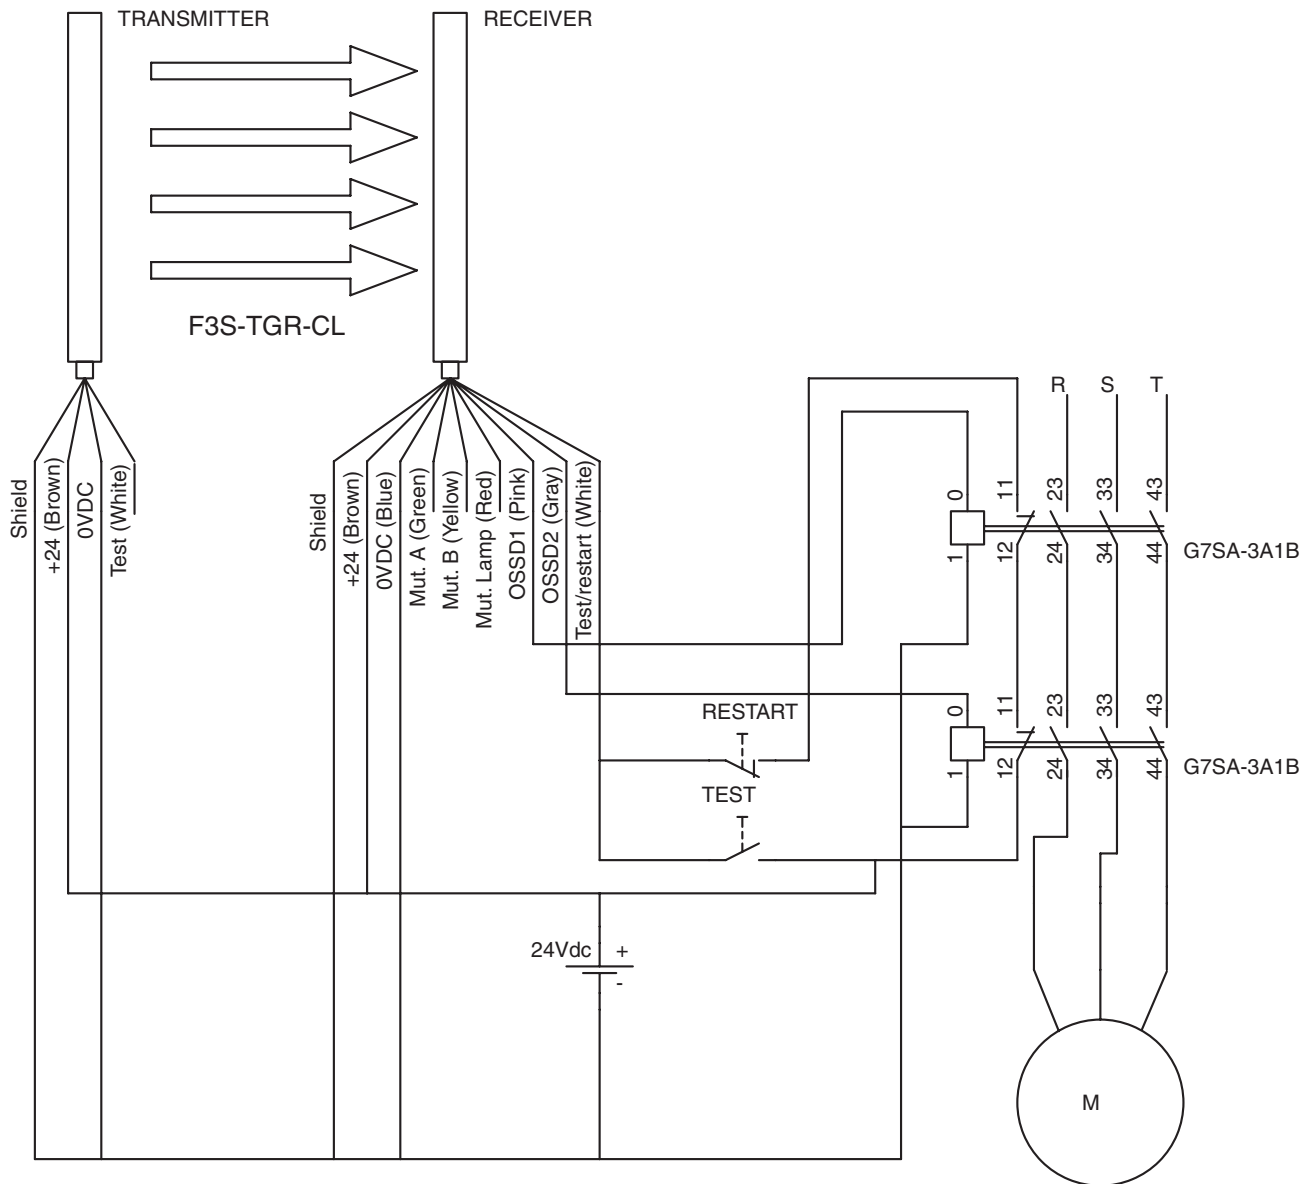 TRANSMITTER
RECEIVER
F3S-TGR-CL
Shield
+24 (Brown)
0VDC
Test (White)
Shield
+24 (Brown)
0VDC (Blue)
Mut. A (Green)
Mut. B (Yellow)
Mut. Lamp (Red)
OSSD1 (Pink)
OSSD2 (Gray)
Test/restart (White)
R S T
0 11 23 33 43
1 12 24 34 44
G7SA-3A1B
0 11 23 33 43
1 12 24 34 44
G7SA-3A1B
RESTART
TEST
24Vdc +
-
M